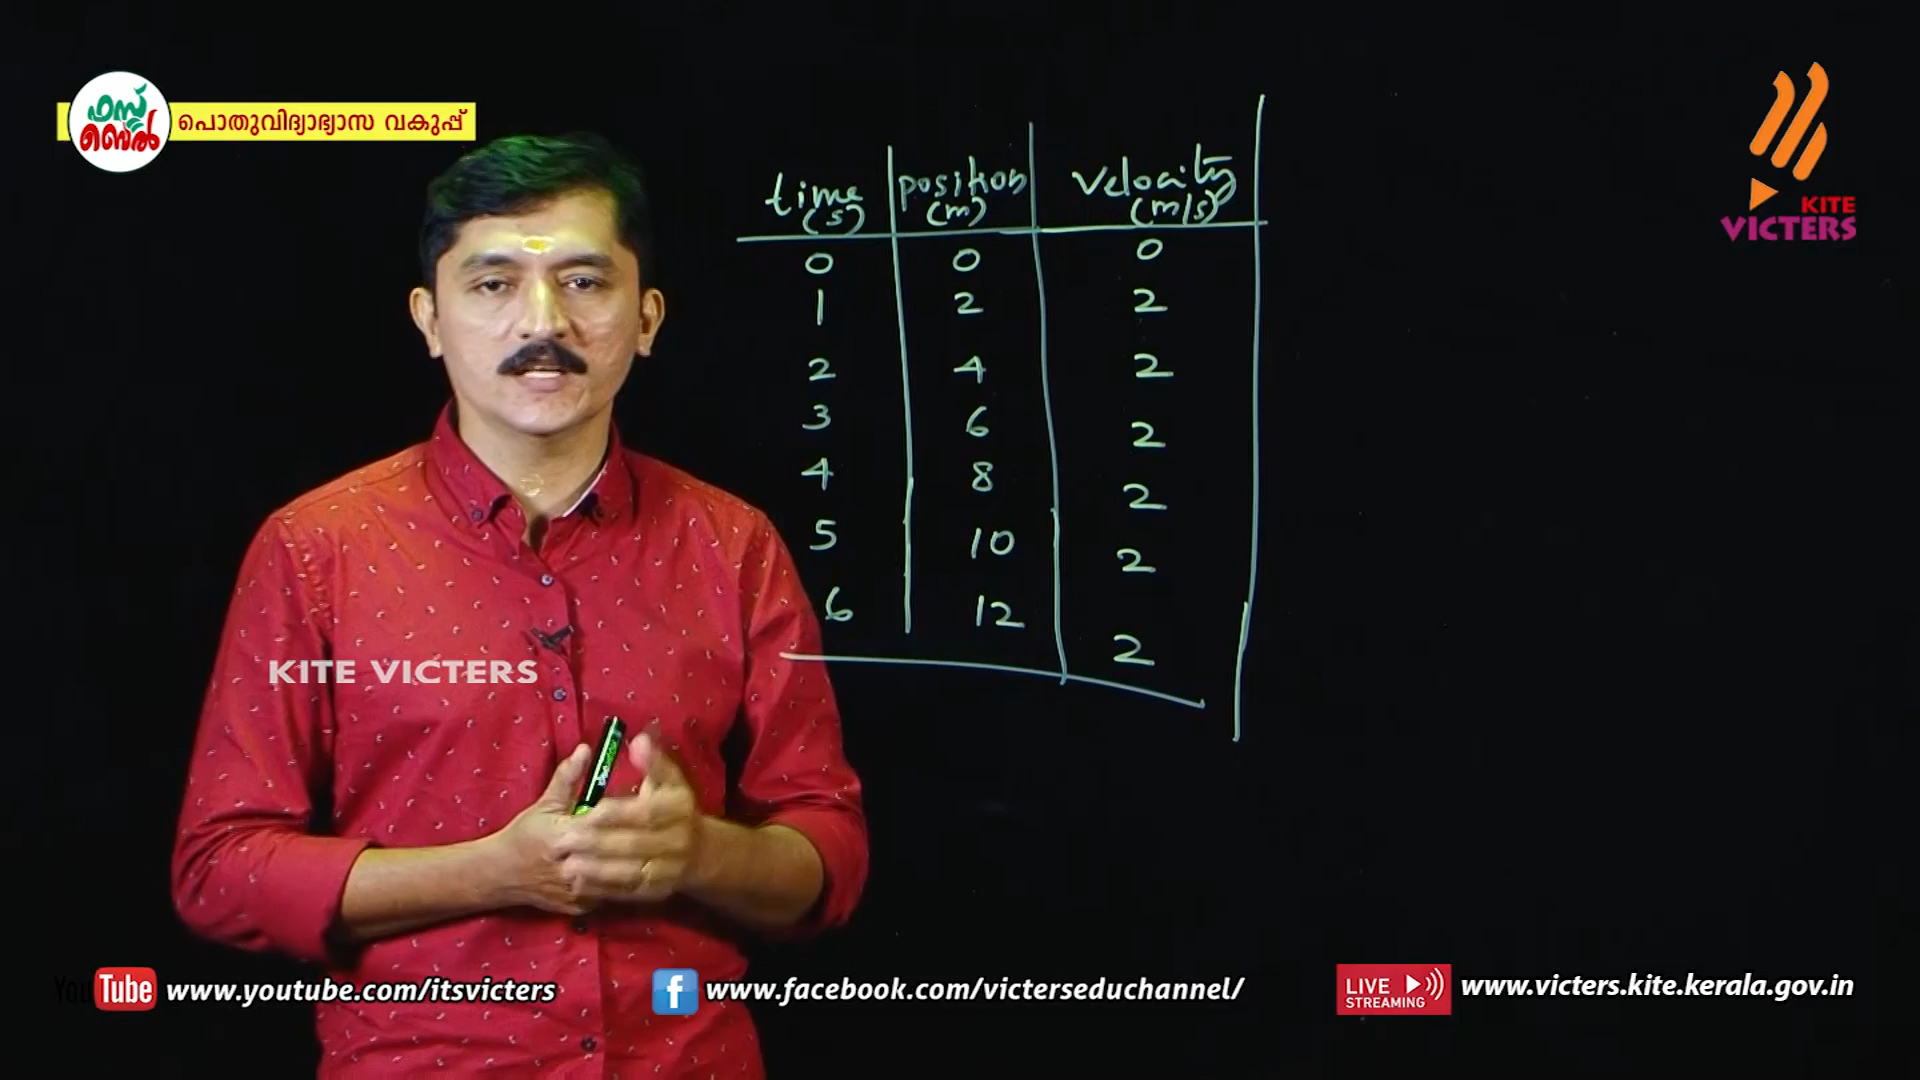 ഫസ്റ്റ്
ബെൽ
പൊതുവിദ്യാഭ്യാസ വകുപ്പ്
KITE
VICTERS
time position velocity
(s) (m) (m/s)
0 0 0
1 2 2
2 4 2
3 6 2
4 8 2
5 10 2
6 12 2
KITE VICTERS
YouTube www.youtube.com/itsvicters
f www.facebook.com/victerseduchannel/
LIVE STREAMING www.victers.kite.kerala.gov.in